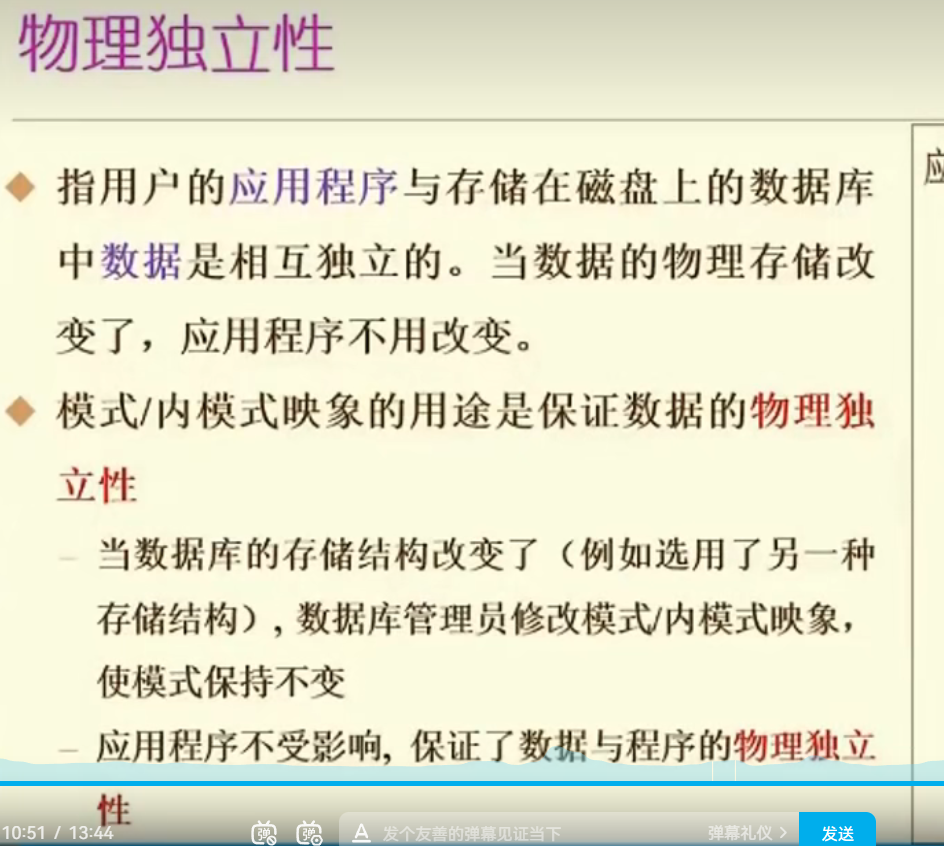 物理独立性
指用户的应用程序与存储在磁盘上的数据库
中数据是相互独立的。当数据的物理存储改
变了，应用程序不用改变。
模式/内模式映象的用途是保证数据的物理独
立性
当数据库的存储结构改变了（例如选用了另一种
存储结构）, 数据库管理员修改模式/内模式映象，
使模式保持不变
应用程序不受影响, 保证了数据与程序的物理独立
性
应
10:51 / 13:44
弹 弹 A 发个友善的弹幕见证当下 弹幕礼仪 > 发送